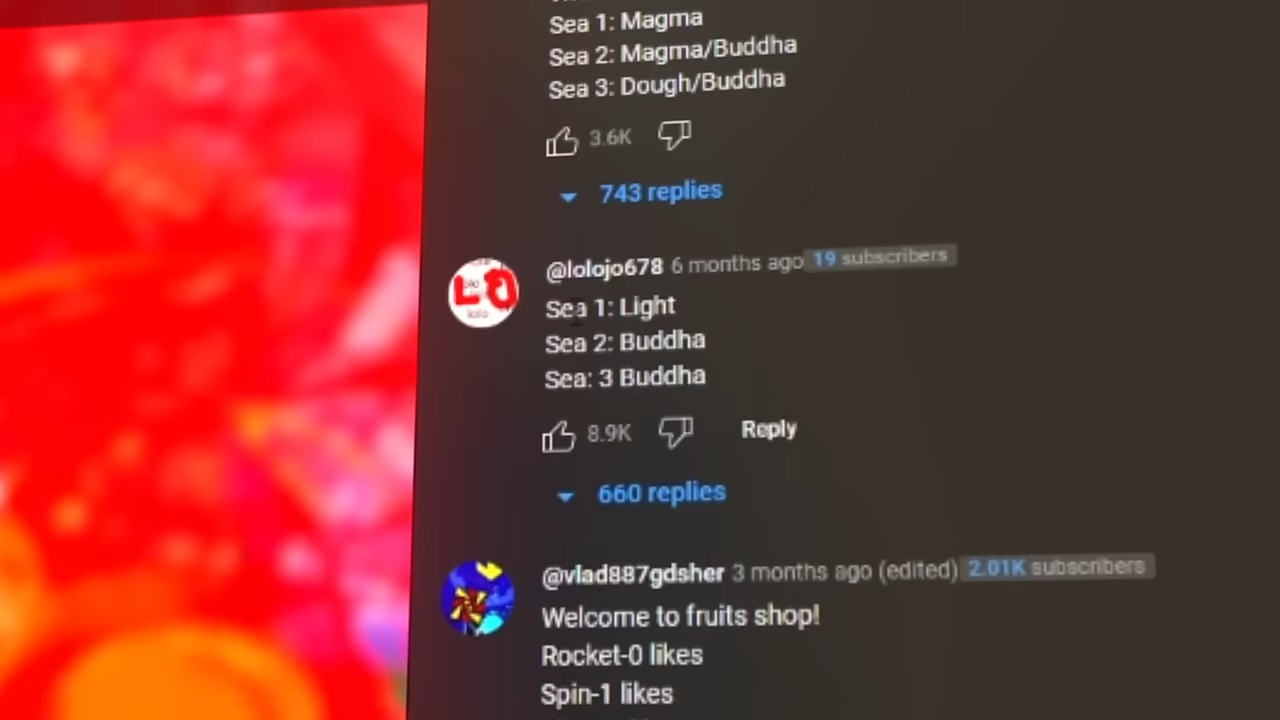 Sea 1: Magma
Sea 2: Magma/Buddha
Sea 3: Dough/Buddha
3.6K
743 replies
@lolojo678 6 months ago 19 subscribers
Sea 1: Light
Sea 2: Buddha
Sea: 3 Buddha
8.9K Reply
660 replies
@vlad887gdsher 3 months ago (edited) 2.01K subscribers
Welcome to fruits shop!
Rocket-0 likes
Spin-1 likes